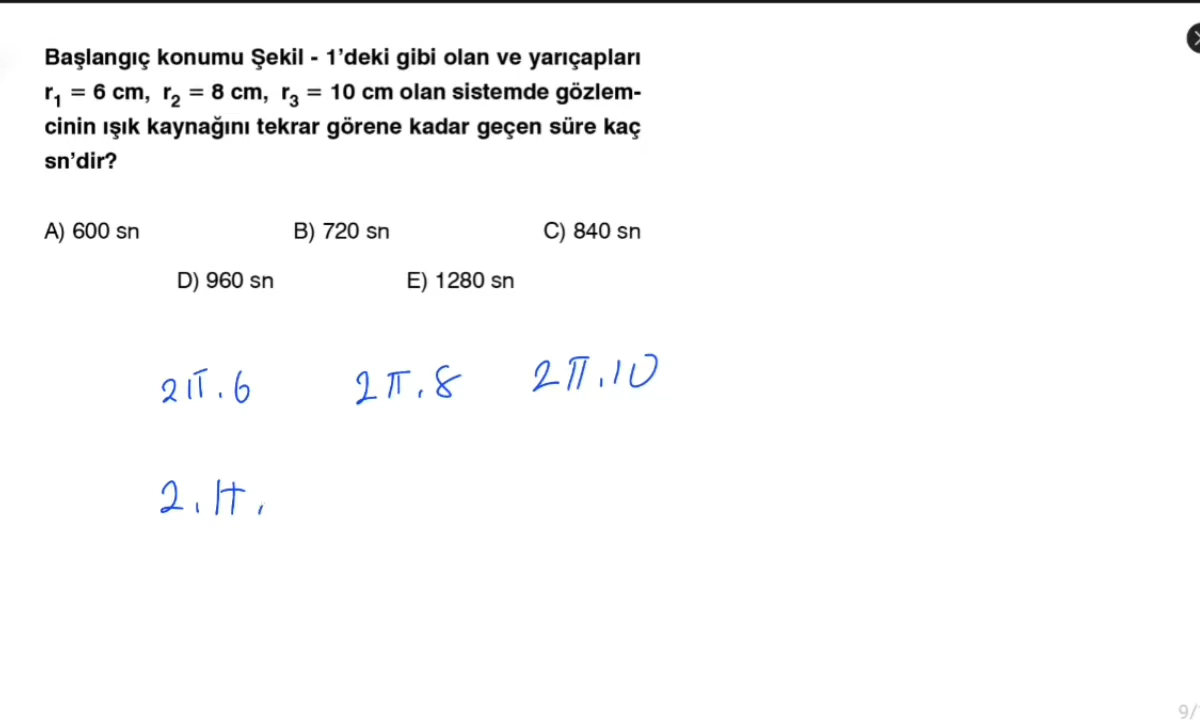 Başlangıç konumu Şekil - 1'deki gibi olan ve yarıçapları
r₁ = 6 cm, r₂ = 8 cm, r₃ = 10 cm olan sistemde gözlem-
cinin ışık kaynağını tekrar görene kadar geçen süre kaç
sn'dir?
A) 600 sn B) 720 sn C) 840 sn
D) 960 sn E) 1280 sn
2π.6 2π.8 2π.10
2.π.
9/